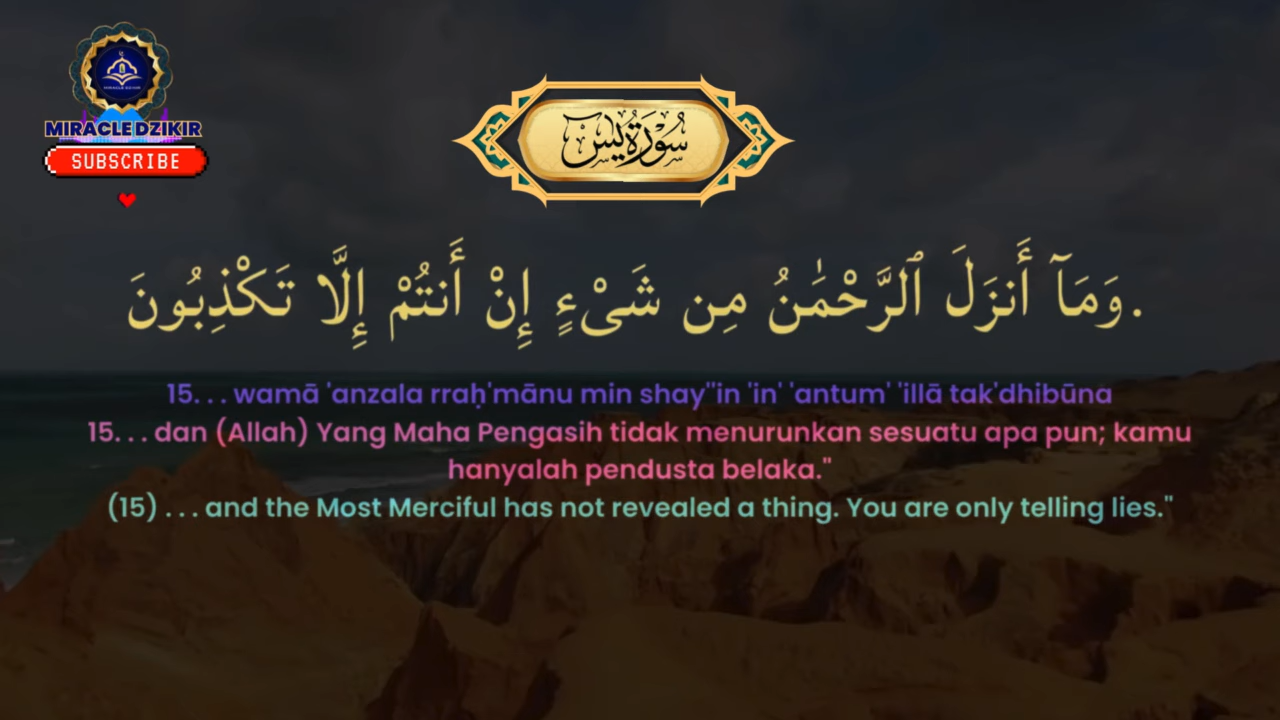 MIRACLE DZIKIR
SUBSCRIBE
سُورَةُ يس
.وَمَآ أَنزَلَ ٱلرَّحْمَٰنُ مِن شَىْءٍ إِنْ أَنتُمْ إِلَّا تَكْذِبُونَ
15. . . wamā 'anzala rraḥ'mānu min shay''in 'in' 'antum' 'illā tak'dhibūna
15. . . dan (Allah) Yang Maha Pengasih tidak menurunkan sesuatu apa pun; kamu
hanyalah pendusta belaka."
(15) . . . and the Most Merciful has not revealed a thing. You are only telling lies."